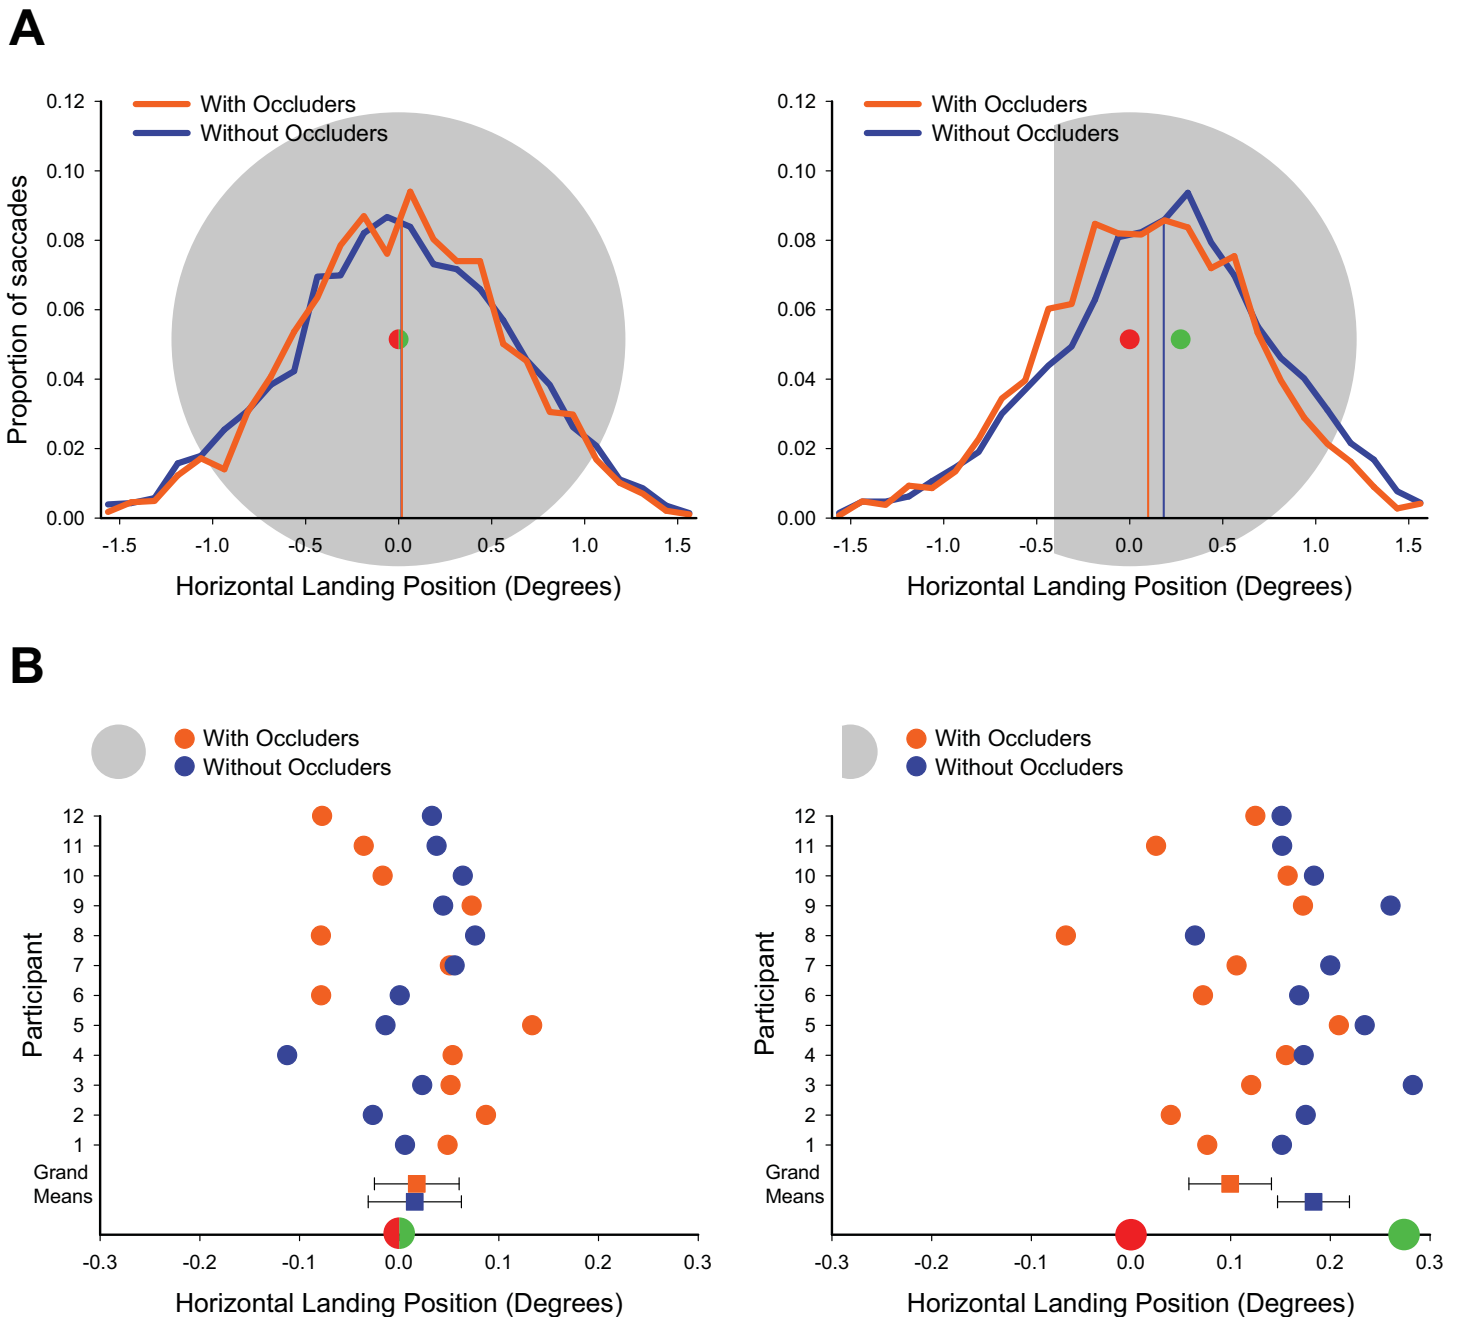 A
With Occluders
Without Occluders
0.12
0.10
0.08
0.06
0.04
0.02
0.00
Proportion of saccades
-1.5 -1.0 -0.5 0.0 0.5 1.0 1.5
Horizontal Landing Position (Degrees)
With Occluders
Without Occluders
0.12
0.10
0.08
0.06
0.04
0.02
0.00
-1.5 -1.0 -0.5 0.0 0.5 1.0 1.5
Horizontal Landing Position (Degrees)
B
With Occluders
Without Occluders
12
11
10
9
8
7
6
5
4
3
2
1
Grand
Means
Participant
-0.3 -0.2 -0.1 0.0 0.1 0.2 0.3
Horizontal Landing Position (Degrees)
With Occluders
Without Occluders
12
11
10
9
8
7
6
5
4
3
2
1
Grand
Means
Participant
-0.3 -0.2 -0.1 0.0 0.1 0.2 0.3
Horizontal Landing Position (Degrees)